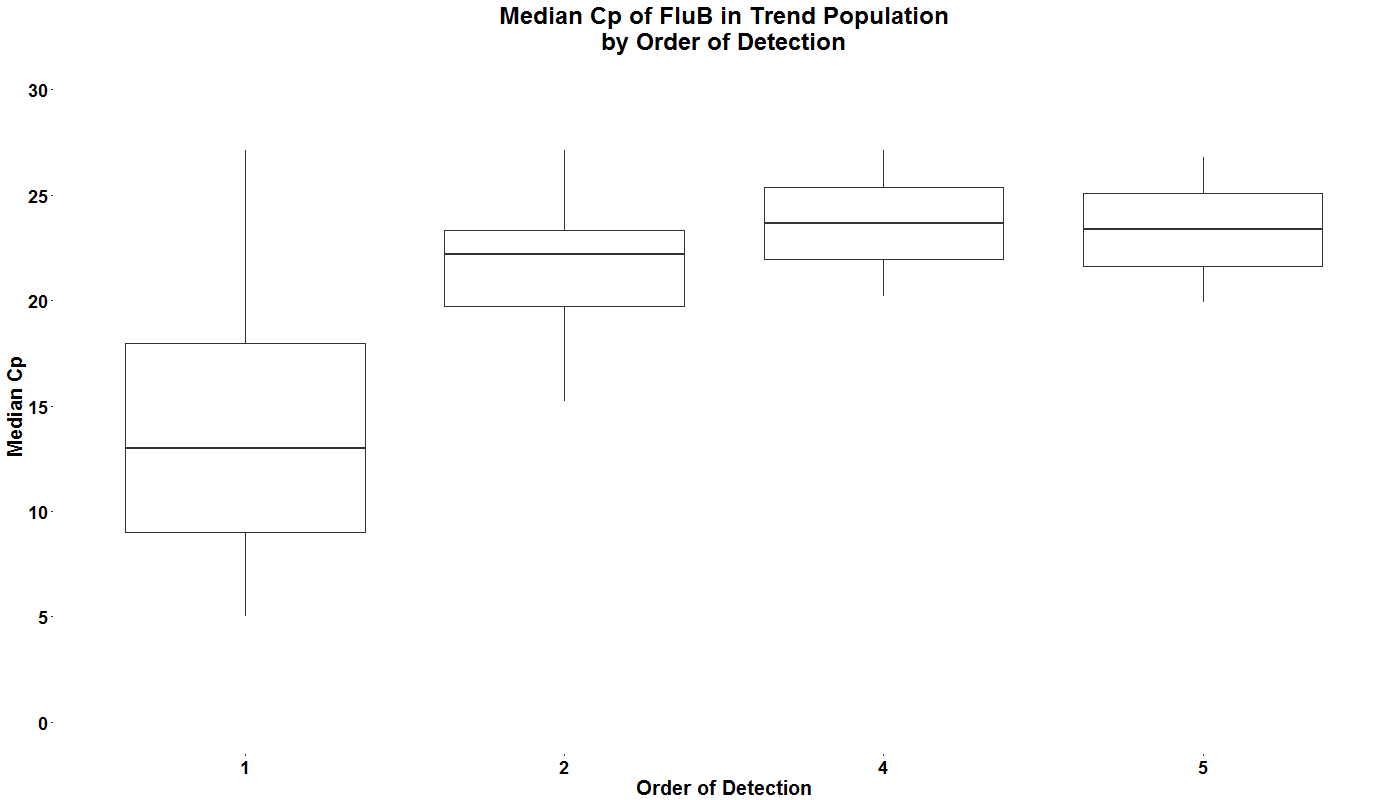 Median Cp of FluB in Trend Population
by Order of Detection
30
25
20
15
10
5
0
Median Cp
1 2 4 5
Order of Detection